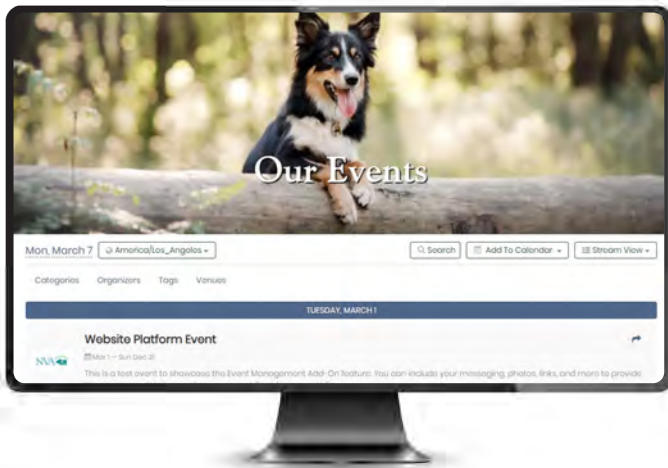 Our Events
Mon, March 7 America/Los_Angeles Search Add To Calendar Stream View
Categories Organizers Tags Venues
TUESDAY, MARCH 1
Website Platform Event
Mar 1 – Sun Dec 21
NVA
This is a test event to showcase the Event Management Add-On feature. You can include your messaging, photos, links, and more to provide